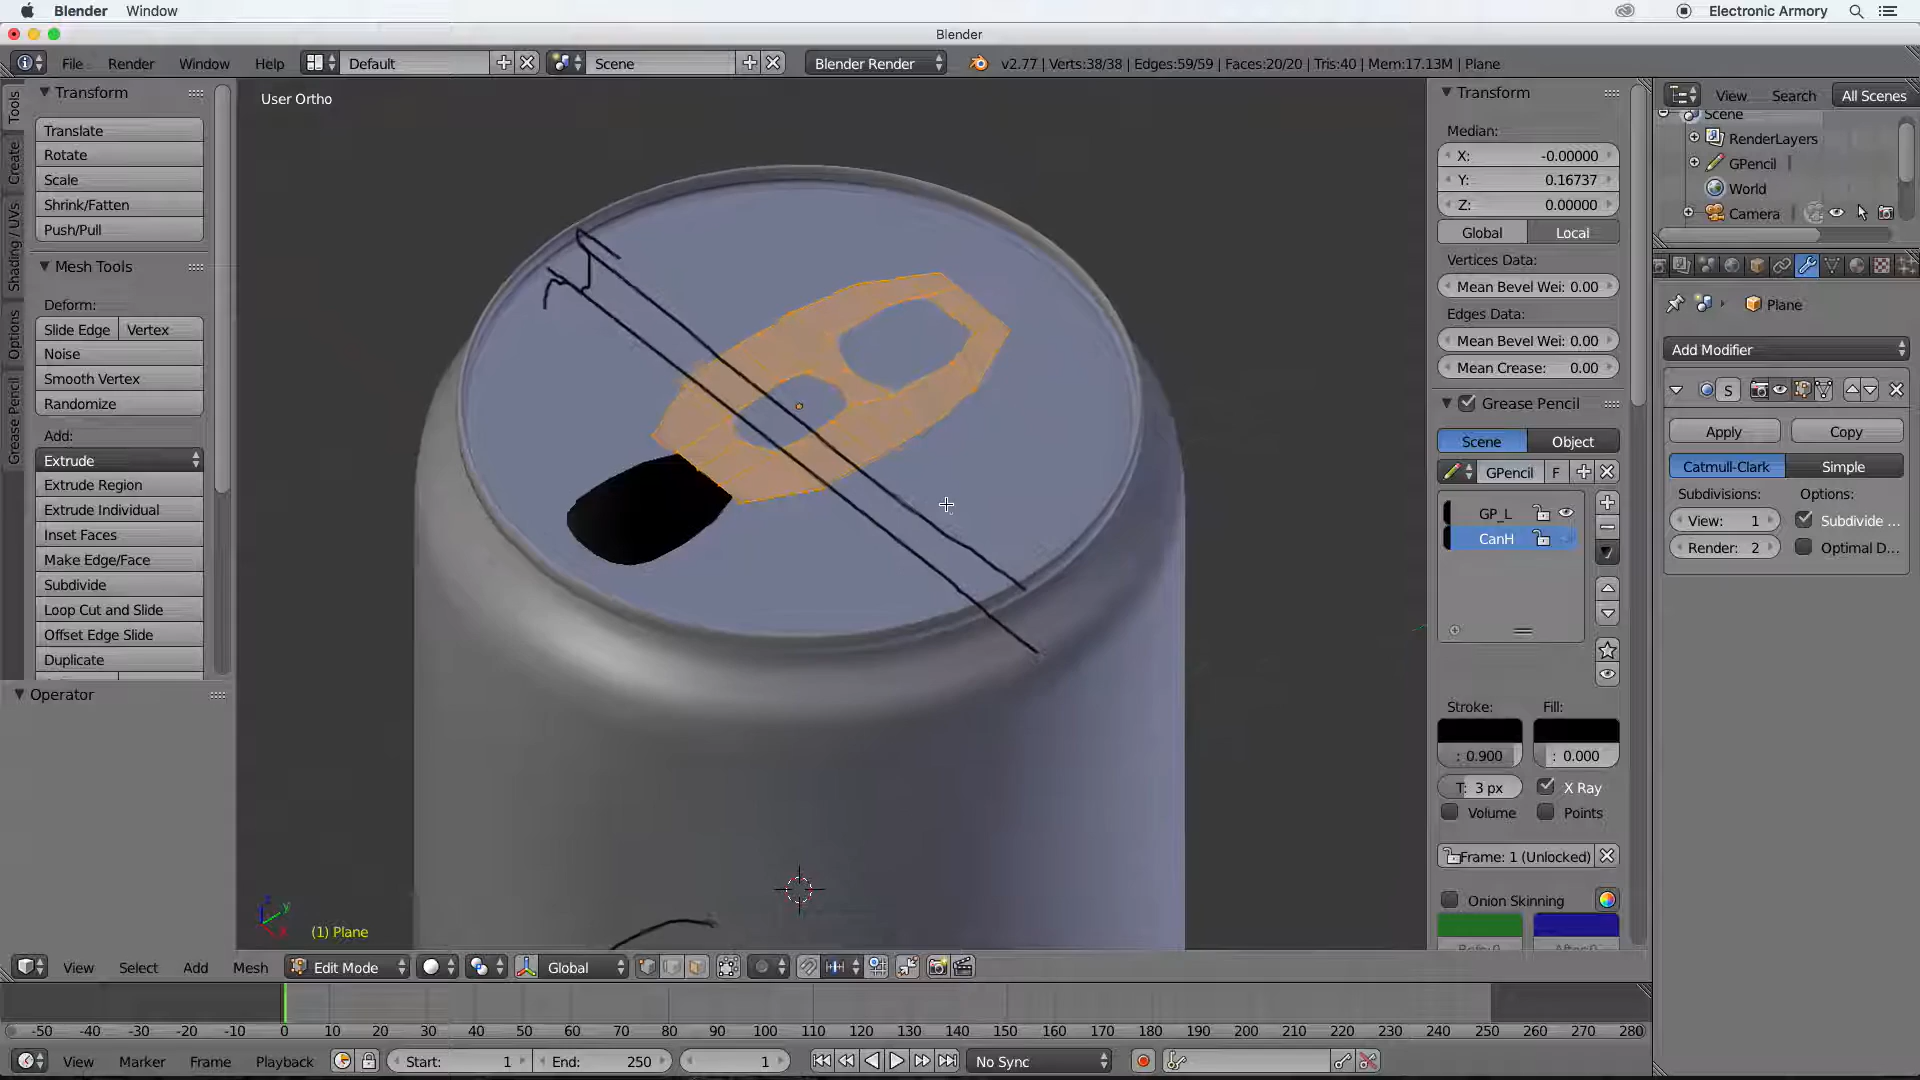 Blender Window Electronic Armory
Blender
File Render Window Help Default Scene Blender Render v2.77 | Verts:38/38 | Edges:59/59 | Faces:20/20 | Tris:40 | Mem:17.13M | Plane
Tools
Create
Shading / UVs
Options
Grease Pencil
Transform
Translate
Rotate
Scale
Shrink/Fatten
Push/Pull
Mesh Tools
Deform:
Slide Edge Vertex
Noise
Smooth Vertex
Randomize
Add:
Extrude
Extrude Region
Extrude Individual
Inset Faces
Make Edge/Face
Subdivide
Loop Cut and Slide
Offset Edge Slide
Duplicate
Operator
User Ortho
(1) Plane
Transform
Median:
X: -0.00000
Y: 0.16737
Z: 0.00000
Global Local
Vertices Data:
Mean Bevel Wei: 0.00
Edges Data:
Mean Bevel Wei: 0.00
Mean Crease: 0.00
Grease Pencil
Scene Object
GPencil F
GP_L
CanH
Stroke: Fill:
: 0.900 : 0.000
T: 3 px X Ray
Volume Points
Frame: 1 (Unlocked)
Onion Skinning
View Search All Scenes
Scene
RenderLayers
GPencil
World
Camera
Plane
Add Modifier
S
Apply Copy
Catmull-Clark Simple
Subdivisions: Options:
View: 1 Subdivide ...
Render: 2 Optimal D...
View Select Add Mesh Edit Mode Global
-50 -40 -30 -20 -10 0 10 20 30 40 50 60 70 80 90 100 110 120 130 140 150 160 170 180 190 200 210 220 230 240 250 260 270 280
View Marker Frame Playback Start: 1 End: 250 1 No Sync